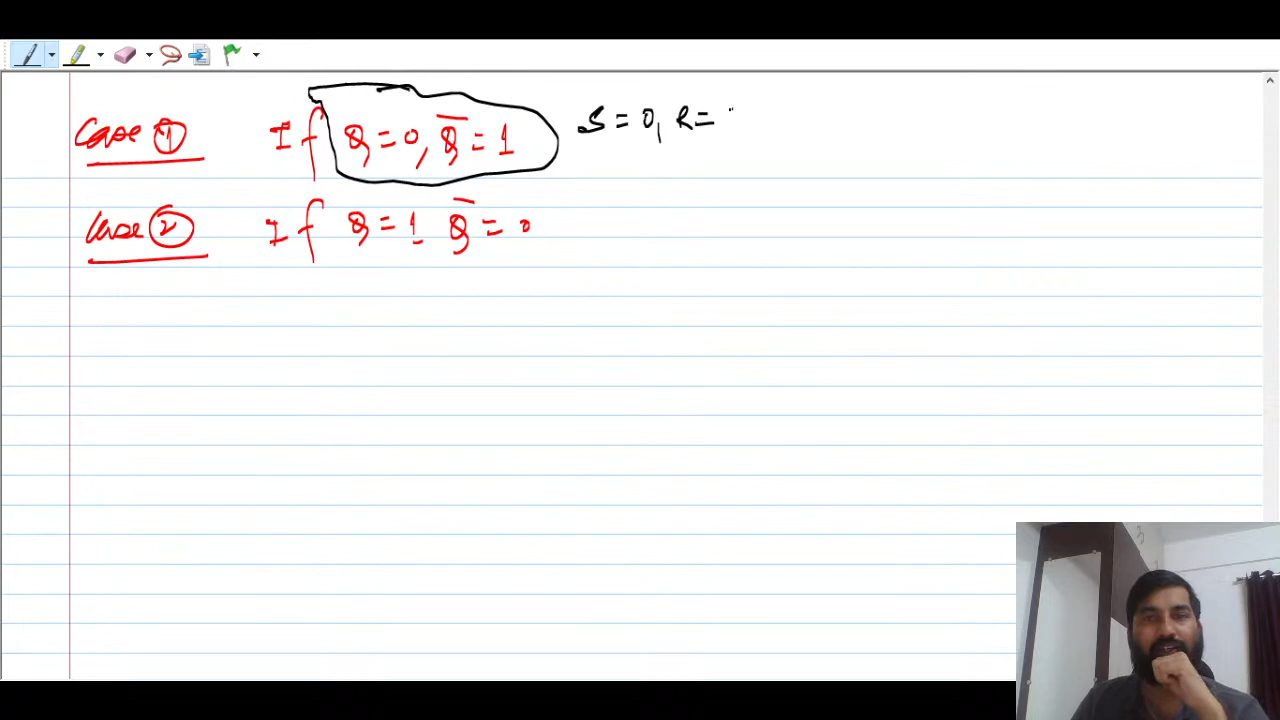 Case ① If Q=0, Q̅=1 S=0, R=
Case ② If Q=1 Q̅=0